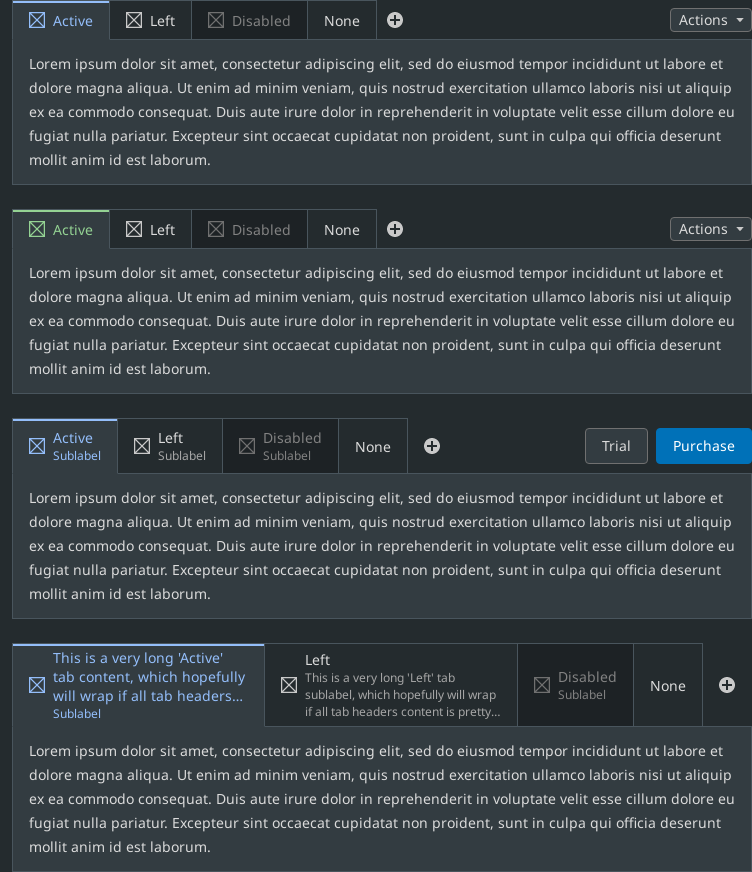 Active Left Disabled None Actions
Lorem ipsum dolor sit amet, consectetur adipiscing elit, sed do eiusmod tempor incididunt ut labore et
dolore magna aliqua. Ut enim ad minim veniam, quis nostrud exercitation ullamco laboris nisi ut aliquip
ex ea commodo consequat. Duis aute irure dolor in reprehenderit in voluptate velit esse cillum dolore eu
fugiat nulla pariatur. Excepteur sint occaecat cupidatat non proident, sunt in culpa qui officia deserunt
mollit anim id est laborum.
Active Left Disabled None Actions
Lorem ipsum dolor sit amet, consectetur adipiscing elit, sed do eiusmod tempor incididunt ut labore et
dolore magna aliqua. Ut enim ad minim veniam, quis nostrud exercitation ullamco laboris nisi ut aliquip
ex ea commodo consequat. Duis aute irure dolor in reprehenderit in voluptate velit esse cillum dolore eu
fugiat nulla pariatur. Excepteur sint occaecat cupidatat non proident, sunt in culpa qui officia deserunt
mollit anim id est laborum.
Active
Sublabel
Left
Sublabel
Disabled
Sublabel
None
Trial
Purchase
Lorem ipsum dolor sit amet, consectetur adipiscing elit, sed do eiusmod tempor incididunt ut labore et
dolore magna aliqua. Ut enim ad minim veniam, quis nostrud exercitation ullamco laboris nisi ut aliquip
ex ea commodo consequat. Duis aute irure dolor in reprehenderit in voluptate velit esse cillum dolore eu
fugiat nulla pariatur. Excepteur sint occaecat cupidatat non proident, sunt in culpa qui officia deserunt
mollit anim id est laborum.
This is a very long 'Active'
tab content, which hopefully
will wrap if all tab headers...
Sublabel
Left
This is a very long 'Left' tab
sublabel, which hopefully will wrap
if all tab headers content is pretty...
Disabled
Sublabel
None
Lorem ipsum dolor sit amet, consectetur adipiscing elit, sed do eiusmod tempor incididunt ut labore et
dolore magna aliqua. Ut enim ad minim veniam, quis nostrud exercitation ullamco laboris nisi ut aliquip
ex ea commodo consequat. Duis aute irure dolor in reprehenderit in voluptate velit esse cillum dolore eu
fugiat nulla pariatur. Excepteur sint occaecat cupidatat non proident, sunt in culpa qui officia deserunt
mollit anim id est laborum.